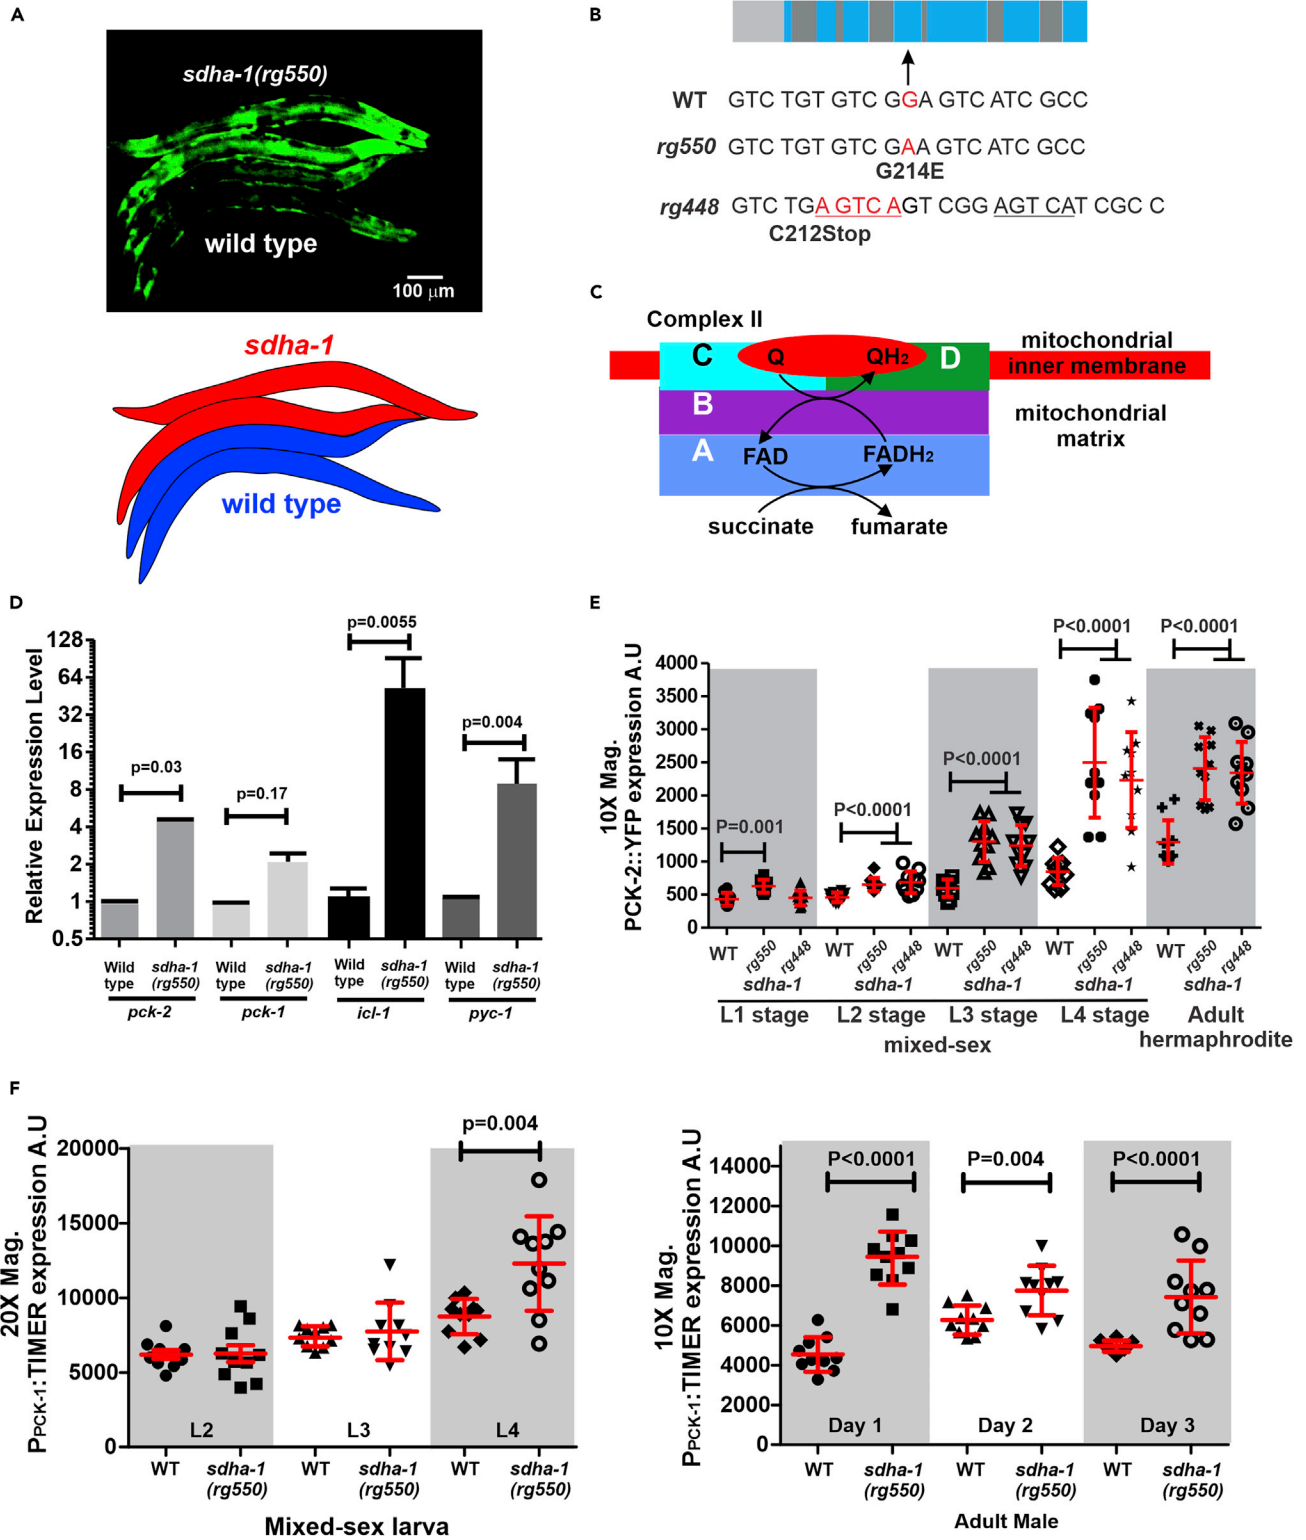 A
sdha-1(rg550)
wild type
100 μm
sdha-1
wild type
B
WT GTC TGT GTC GGA GTC ATC GCC
rg550 GTC TGT GTC GAA GTC ATC GCC
G214E
rg448 GTC TGA GTC AGT CGG AGT CAT CGC C
C212Stop
C
Complex II
C Q QH2 D
mitochondrial
inner membrane
B
mitochondrial
matrix
A FAD FADH2
succinate fumarate
D
Relative Expression Level
128
64
32
16
8
4
2
1
0.5
p=0.03
p=0.17
p=0.0055
p=0.004
Wild type sdha-1 (rg550) Wild type sdha-1 (rg550) Wild type sdha-1 (rg550) Wild type sdha-1 (rg550)
pck-2 pck-1 icl-1 pyc-1
E
10X Mag.
PCK-2::YFP expression A.U
4000
3500
3000
2500
2000
1500
1000
500
0
P=0.001
P<0.0001
P<0.0001
P<0.0001
P<0.0001
WT rg550 rg448 WT rg550 rg448 WT rg550 rg448 WT rg550 rg448 WT rg550 rg448
sdha-1 sdha-1 sdha-1 sdha-1 sdha-1
L1 stage L2 stage L3 stage L4 stage Adult
mixed-sex hermaphrodite
F
20X Mag.
PPCK-1::TIMER expression A.U
20000
15000
10000
5000
0
p=0.004
L2 L3 L4
WT sdha-1 WT sdha-1 WT sdha-1
(rg550) (rg550) (rg550)
Mixed-sex larva
10X Mag.
PPCK-1::TIMER expression A.U
14000
12000
10000
8000
6000
4000
2000
0
P<0.0001 P=0.004 P<0.0001
Day 1 Day 2 Day 3
WT sdha-1 WT sdha-1 WT sdha-1
(rg550) (rg550) (rg550)
Adult Male